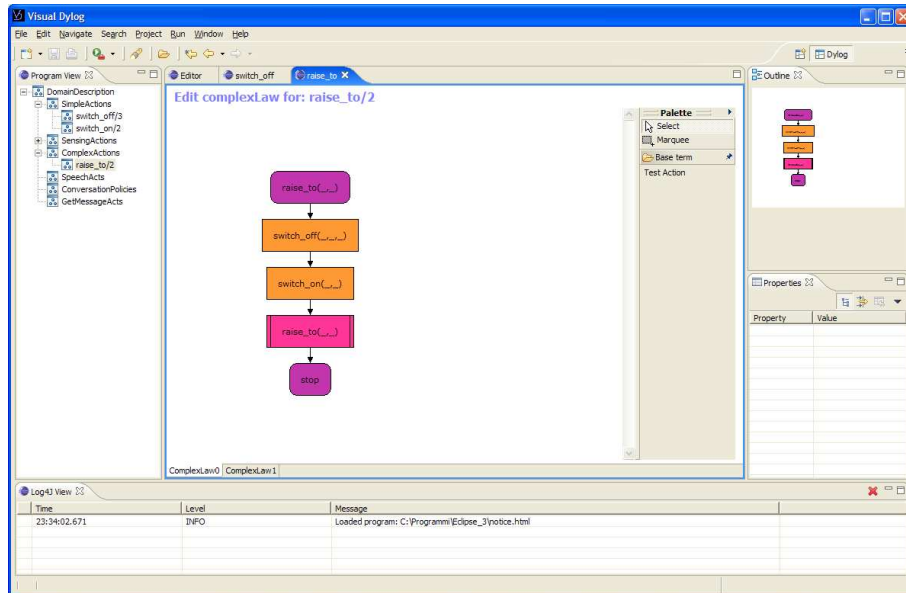 Visual Dylog
File Edit Navigate Search Project Run Window Help
Dylog
Program View
DomainDescription
SimpleActions
switch_off/3
switch_on/2
SensingActions
ComplexActions
raise_to/2
SpeechActs
ConversationPolicies
GetMessageActs
Editor switch_off raise_to
Edit complexLaw for: raise_to/2
raise_to(_,_)
switch_off(_,_,_)
switch_on(_,_)
raise_to(_,_)
stop
Palette
Select
Marquee
Base term
Test Action
ComplexLaw0 ComplexLaw1
Outline
Properties
Property Value
Log4J View
Time Level Message
23:34:02.671 INFO Loaded program: C:\Programmi\Eclipse_3\notice.html